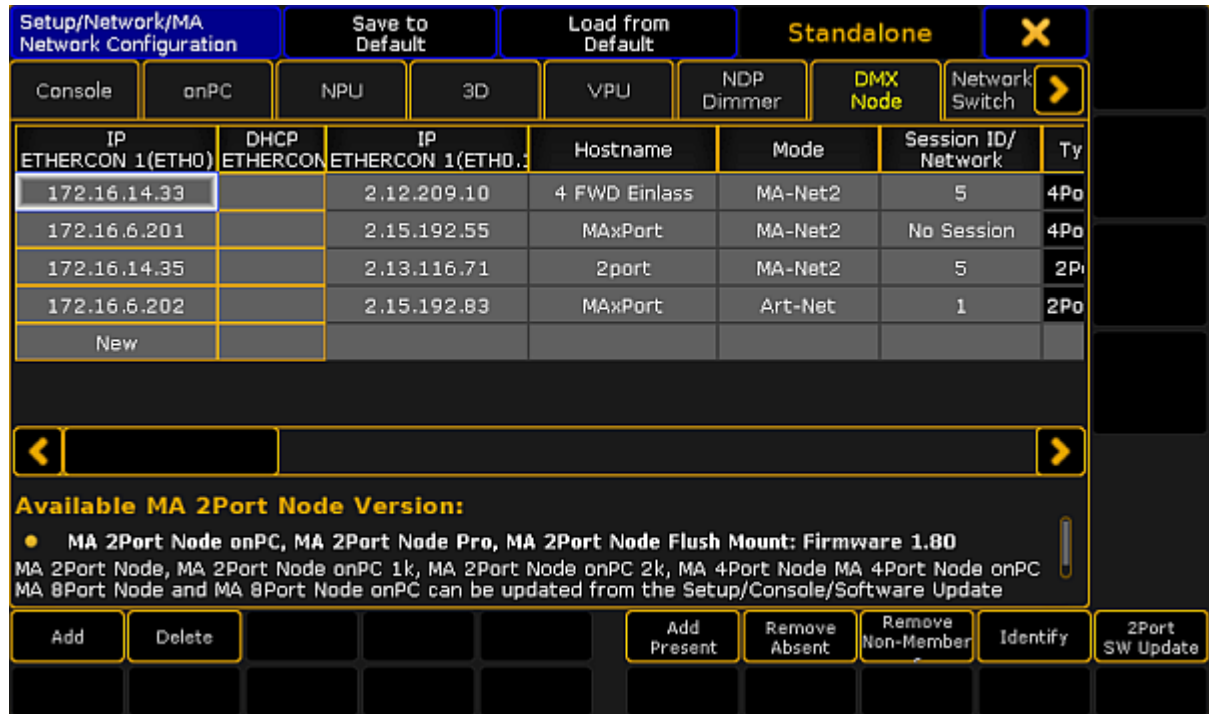 Setup/Network/MA
Network Configuration
Save to
Default
Load from
Default
Standalone
Console
onPC
NPU
3D
VPU
NDP
Dimmer
DMX
Node
Network
Switch
IP
ETHERCON 1(ETH0)
DHCP
ETHERCON
IP
ETHERCON 1(ETH0.:
Hostname
Mode
Session ID/
Network
Ty
172.16.14.33 2.12.209.10 4 FWD Einlass MA-Net2 5 4Po
172.16.6.201 2.15.192.55 MAxPort MA-Net2 No Session 4Po
172.16.14.35 2.13.116.71 2port MA-Net2 5 2P
172.16.6.202 2.15.192.83 MAxPort Art-Net 1 2Po
New
Available MA 2Port Node Version:
MA 2Port Node onPC, MA 2Port Node Pro, MA 2Port Node Flush Mount: Firmware 1.80
MA 2Port Node, MA 2Port Node onPC 1k, MA 2Port Node onPC 2k, MA 4Port Node MA 4Port Node onPC
MA 8Port Node and MA 8Port Node onPC can be updated from the Setup/Console/Software Update
Add
Delete
Add
Present
Remove
Absent
Remove
Non-Member
Identify
2Port
SW Update